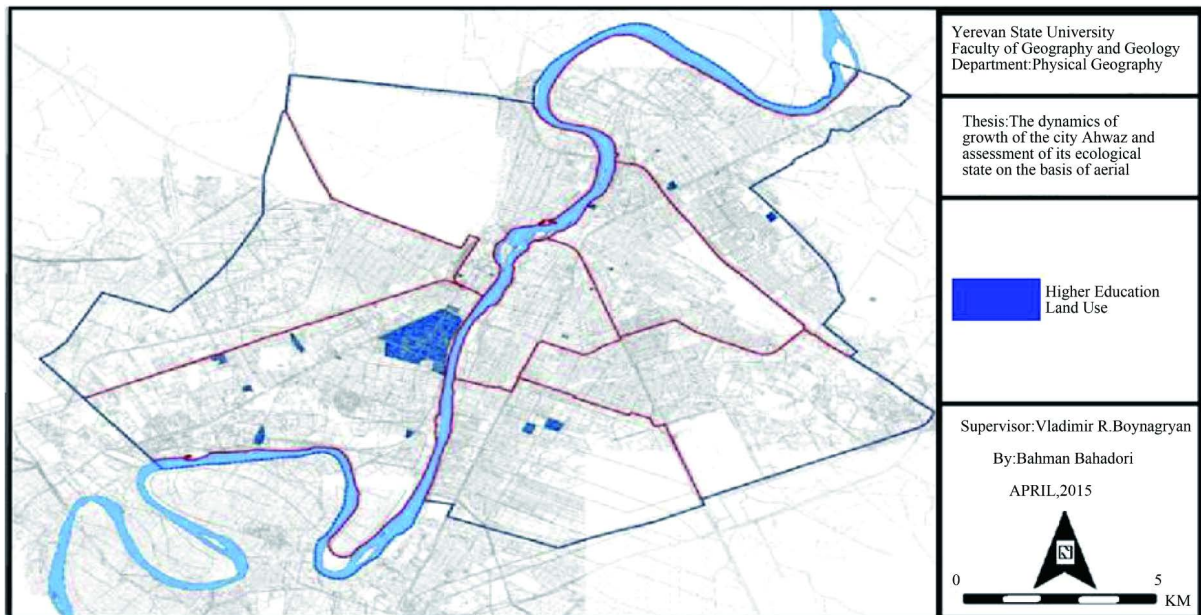 Yerevan State University
Faculty of Geography and Geology
Department:Physical Geography
Thesis:The dynamics of
growth of the city Ahwaz and
assessment of its ecological
state on the basis of aerial
Higher Education
Land Use
Supervisor:Vladimir R.Boynagryan
By:Bahman Bahadori
APRIL,2015
N
0 5
KM